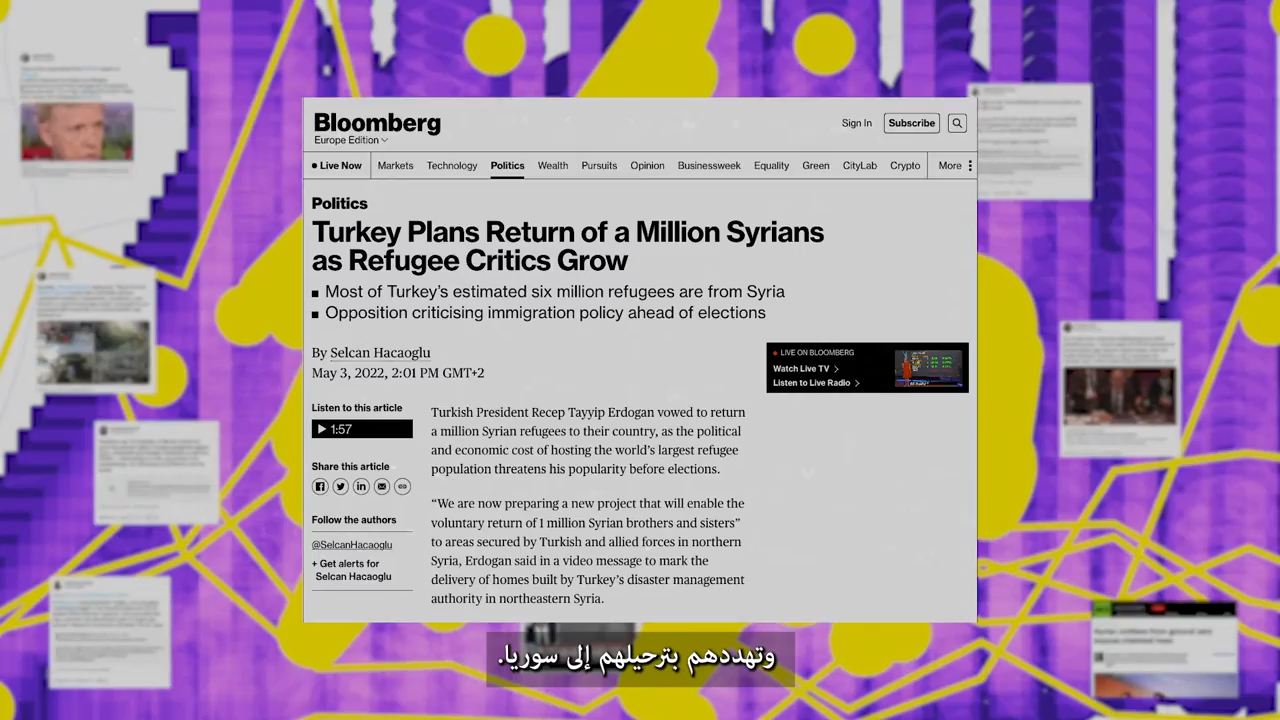 Bloomberg
Europe Edition
Sign In
Subscribe
Live Now
Markets
Technology
Politics
Wealth
Pursuits
Opinion
Businessweek
Equality
Green
CityLab
Crypto
More
Politics
Turkey Plans Return of a Million Syrians
as Refugee Critics Grow
Most of Turkey's estimated six million refugees are from Syria
Opposition criticising immigration policy ahead of elections
By Selcan Hacaoglu
May 3, 2022, 2:01 PM GMT+2
LIVE ON BLOOMBERG
Watch Live TV >
Listen to Live Radio >
Listen to this article
1:57
Share this article
Follow the authors
@SelcanHacaoglu
+ Get alerts for
Selcan Hacaoglu
Turkish President Recep Tayyip Erdogan vowed to return
a million Syrian refugees to their country, as the political
and economic cost of hosting the world's largest refugee
population threatens his popularity before elections.
“We are now preparing a new project that will enable the
voluntary return of 1 million Syrian brothers and sisters”
to areas secured by Turkish and allied forces in northern
Syria, Erdogan said in a video message to mark the
delivery of homes built by Turkey's disaster management
authority in northeastern Syria.
وتهددهم بترحيلهم إلى سوريا.